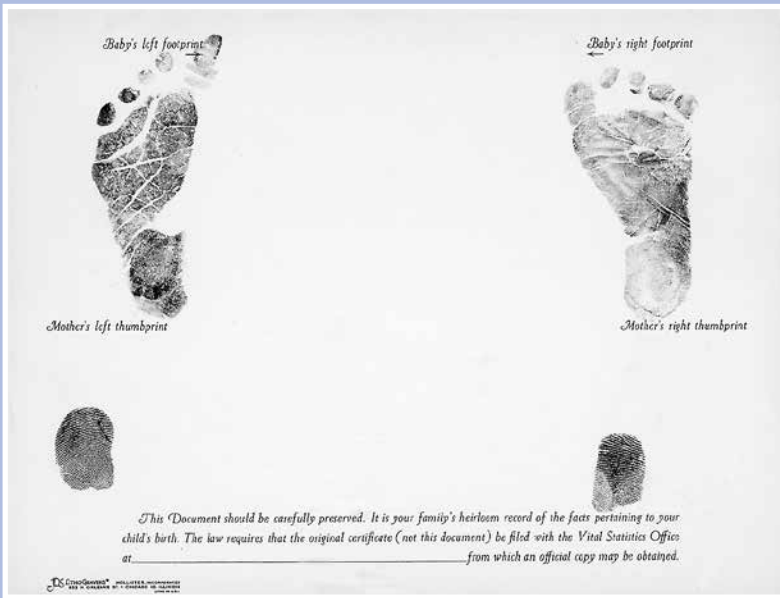 Baby's left footprint
Baby's right footprint
Mother's left thumbprint
Mother's right thumbprint
This Document should be carefully preserved. It is your family's heirloom record of the facts pertaining to your
child's birth. The law requires that the original certificate (not this document) be filed with the Vital Statistics Office
at from which an official copy may be obtained.
HOLLISTER INCORPORATED
ST. CHICAGO 10, ILLINOIS